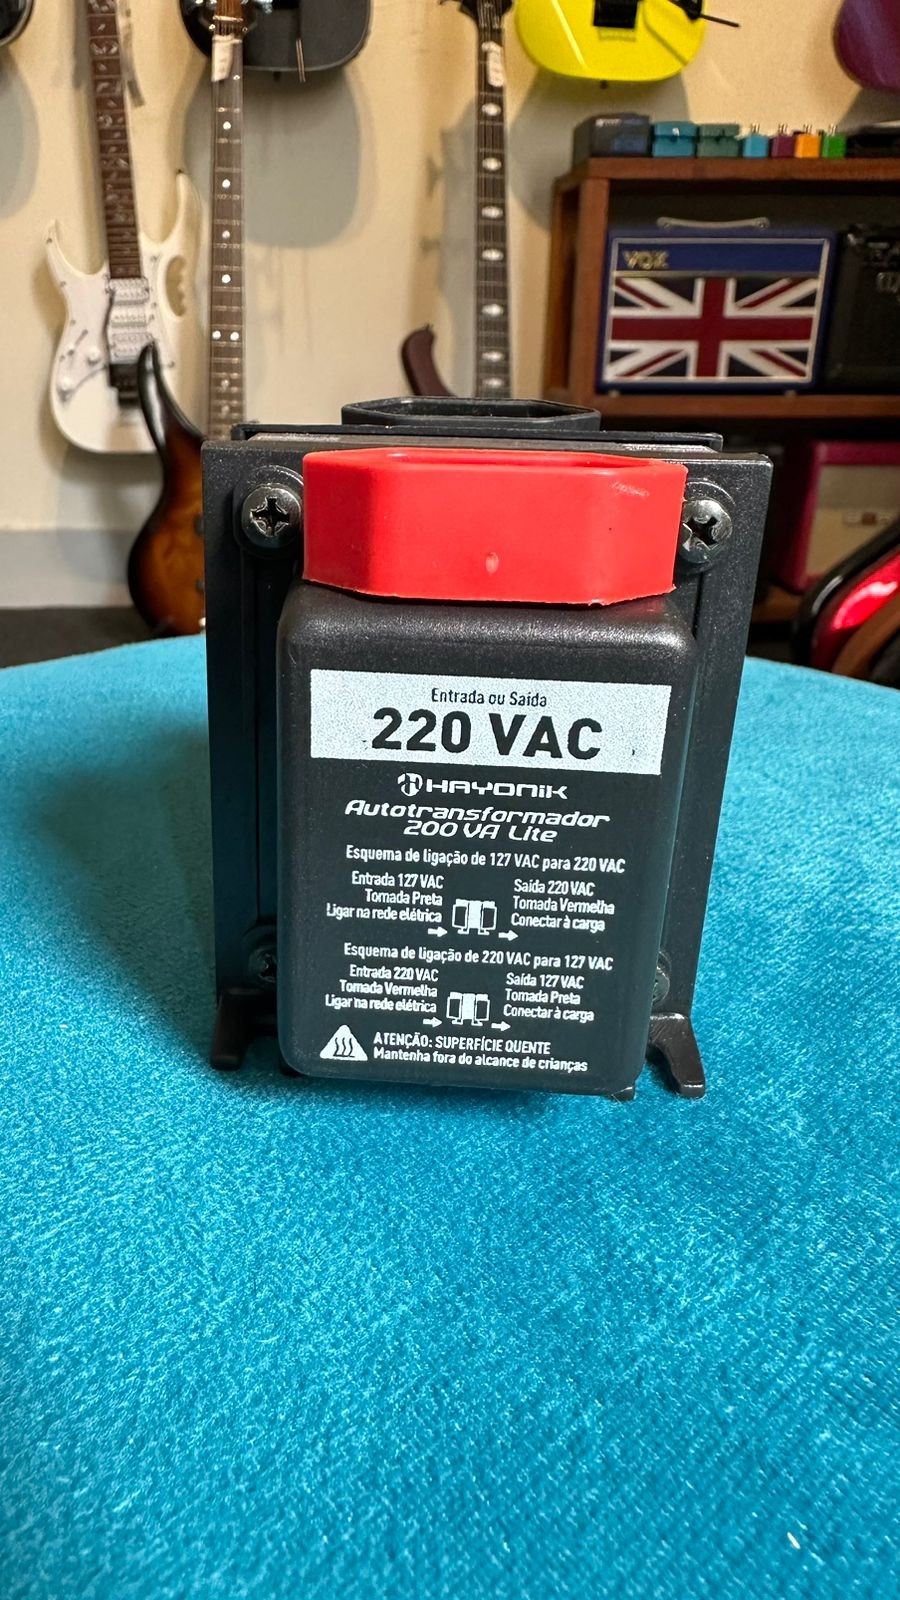 VOX
Entrada ou Saída
220 VAC
HAYONIK
Autotransformador
200 VA Lite
Esquema de ligação de 127 VAC para 220 VAC
Entrada 127 VAC
Tomada Preta
Ligar na rede elétrica
Saída 220 VAC
Tomada Vermelha
Conectar à carga
Esquema de ligação de 220 VAC para 127 VAC
Entrada 220 VAC
Tomada Vermelha
Ligar na rede elétrica
Saída 127 VAC
Tomada Preta
Conectar à carga
ATENÇÃO: SUPERFÍCIE QUENTE
Mantenha fora do alcance de crianças